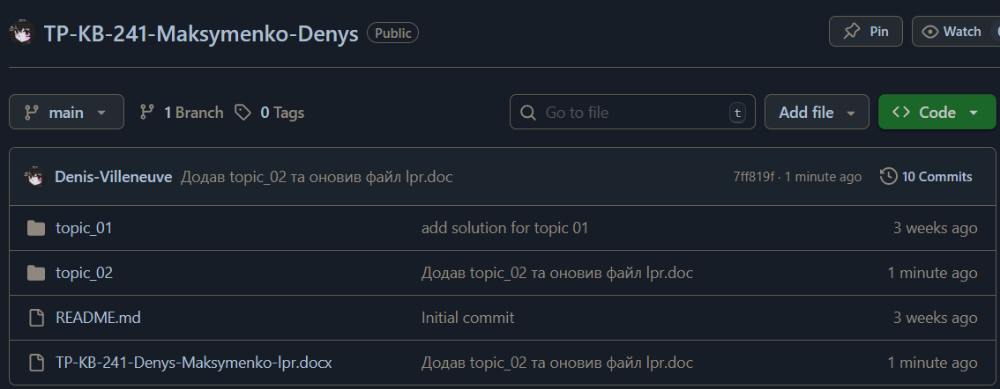 TP-KB-241-Maksymenko-Denys Public Pin Watch
main 1 Branch 0 Tags Go to file t Add file Code
Denis-Villeneuve Додав topic_02 та оновив файл lpr.doc 7ff819f · 1 minute ago 10 Commits
topic_01 add solution for topic 01 3 weeks ago
topic_02 Додав topic_02 та оновив файл lpr.doc 1 minute ago
README.md Initial commit 3 weeks ago
TP-KB-241-Denys-Maksymenko-lpr.docx Додав topic_02 та оновив файл lpr.doc 1 minute ago